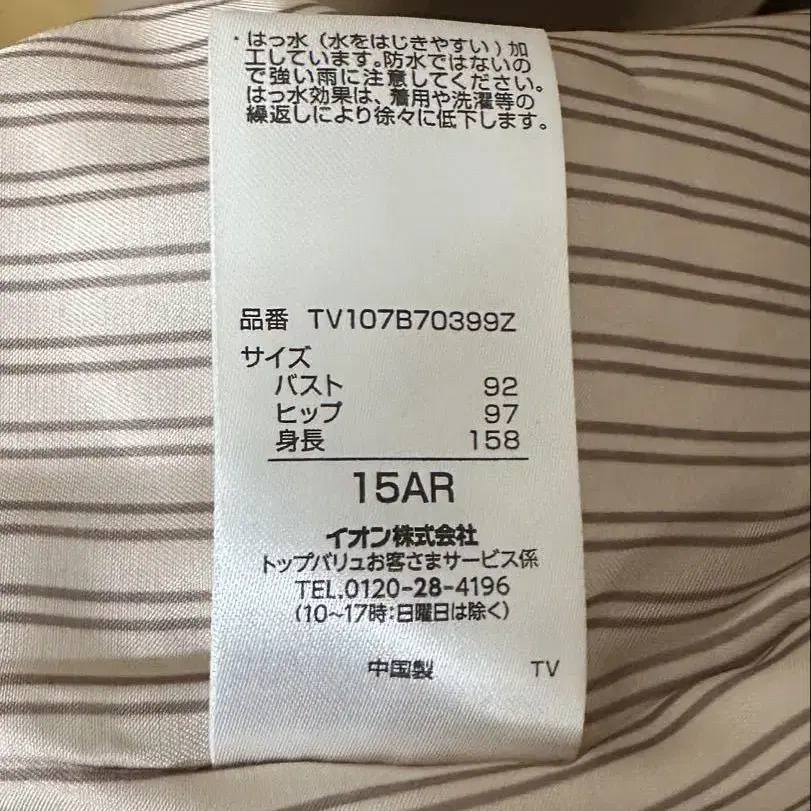 ・はっ水（水をはじきやすい）加
工しています。防水ではないの
で強い雨に注意してください。
はっ水効果は、着用や洗濯等の
繰返しにより徐々に低下します。
品番 TV107B70399Z
サイズ
バスト 92
ヒップ 97
身長 158
15AR
イオン株式会社
トップバリュお客さまサービス係
TEL.0120-28-4196
(10〜17時:日曜日は除く)
中国製 TV